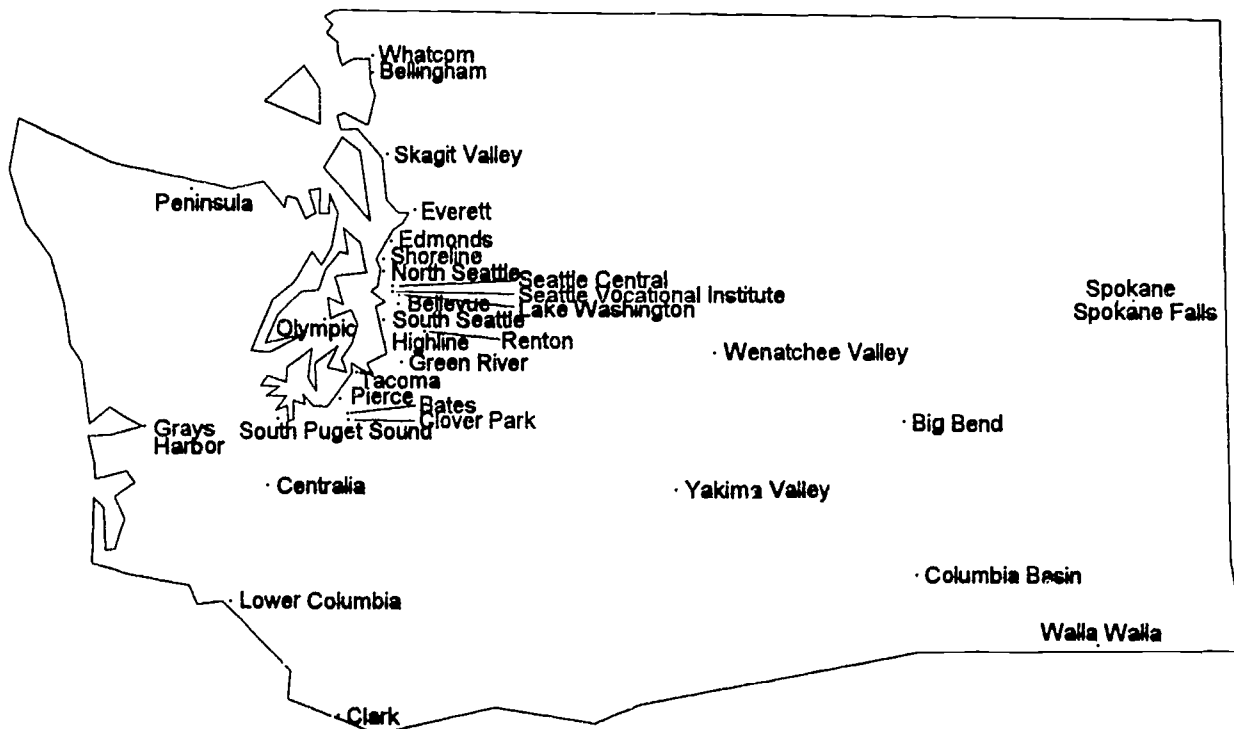 Whatcom
Bellingham
Skagit Valley
Peninsula
Everett
Edmonds
Shoreline
North Seattle
Seattle Central
Seattle Vocational Institute
Bellevue
Lake Washington
Spokane
Spokane Falls
Olympic
South Seattle
Highline
Renton
Wenatchee Valley
Green River
Tacoma
Pierce
Bates
Clover Park
Grays
Harbor
South Puget Sound
Big Bend
Centralia
Yakima Valley
Columbia Basin
Lower Columbia
Walla Walla
Clark